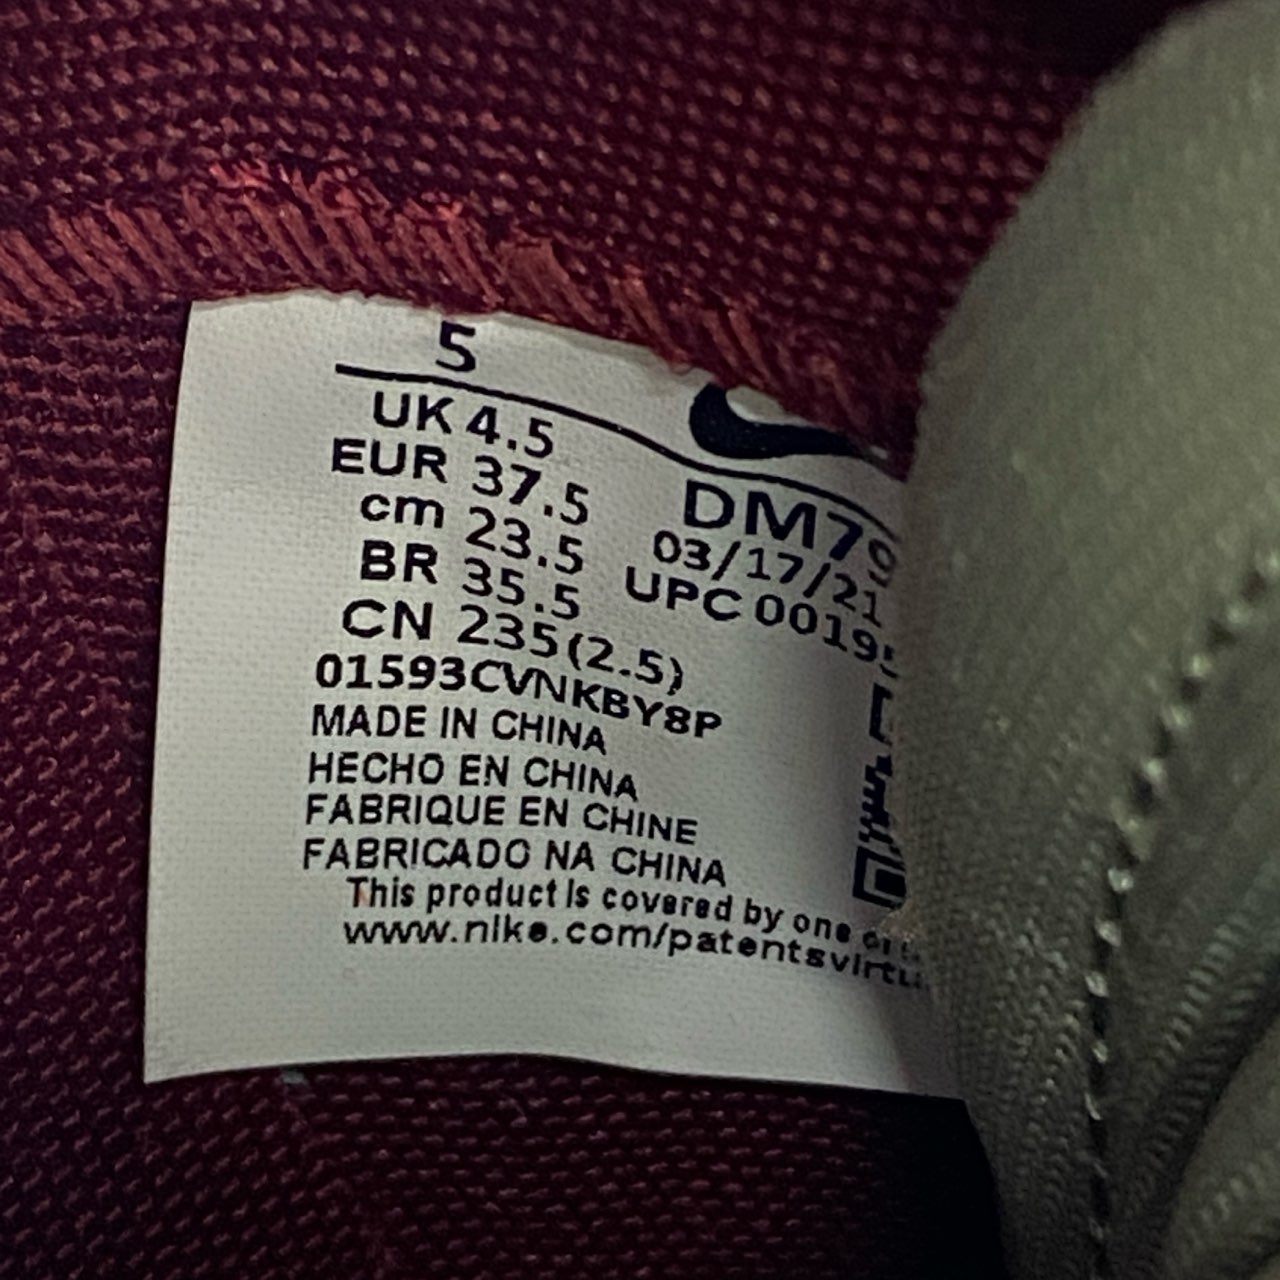 5
UK 4.5
EUR 37.5
cm 23.5
BR 35.5
CN 235(2.5)
DM79
03/17/21
UPC 00195
01593CVNKBY8P
MADE IN CHINA
HECHO EN CHINA
FABRIQUE EN CHINE
FABRICADO NA CHINA
This product is covered by one or
www.nike.com/patentsvirtu